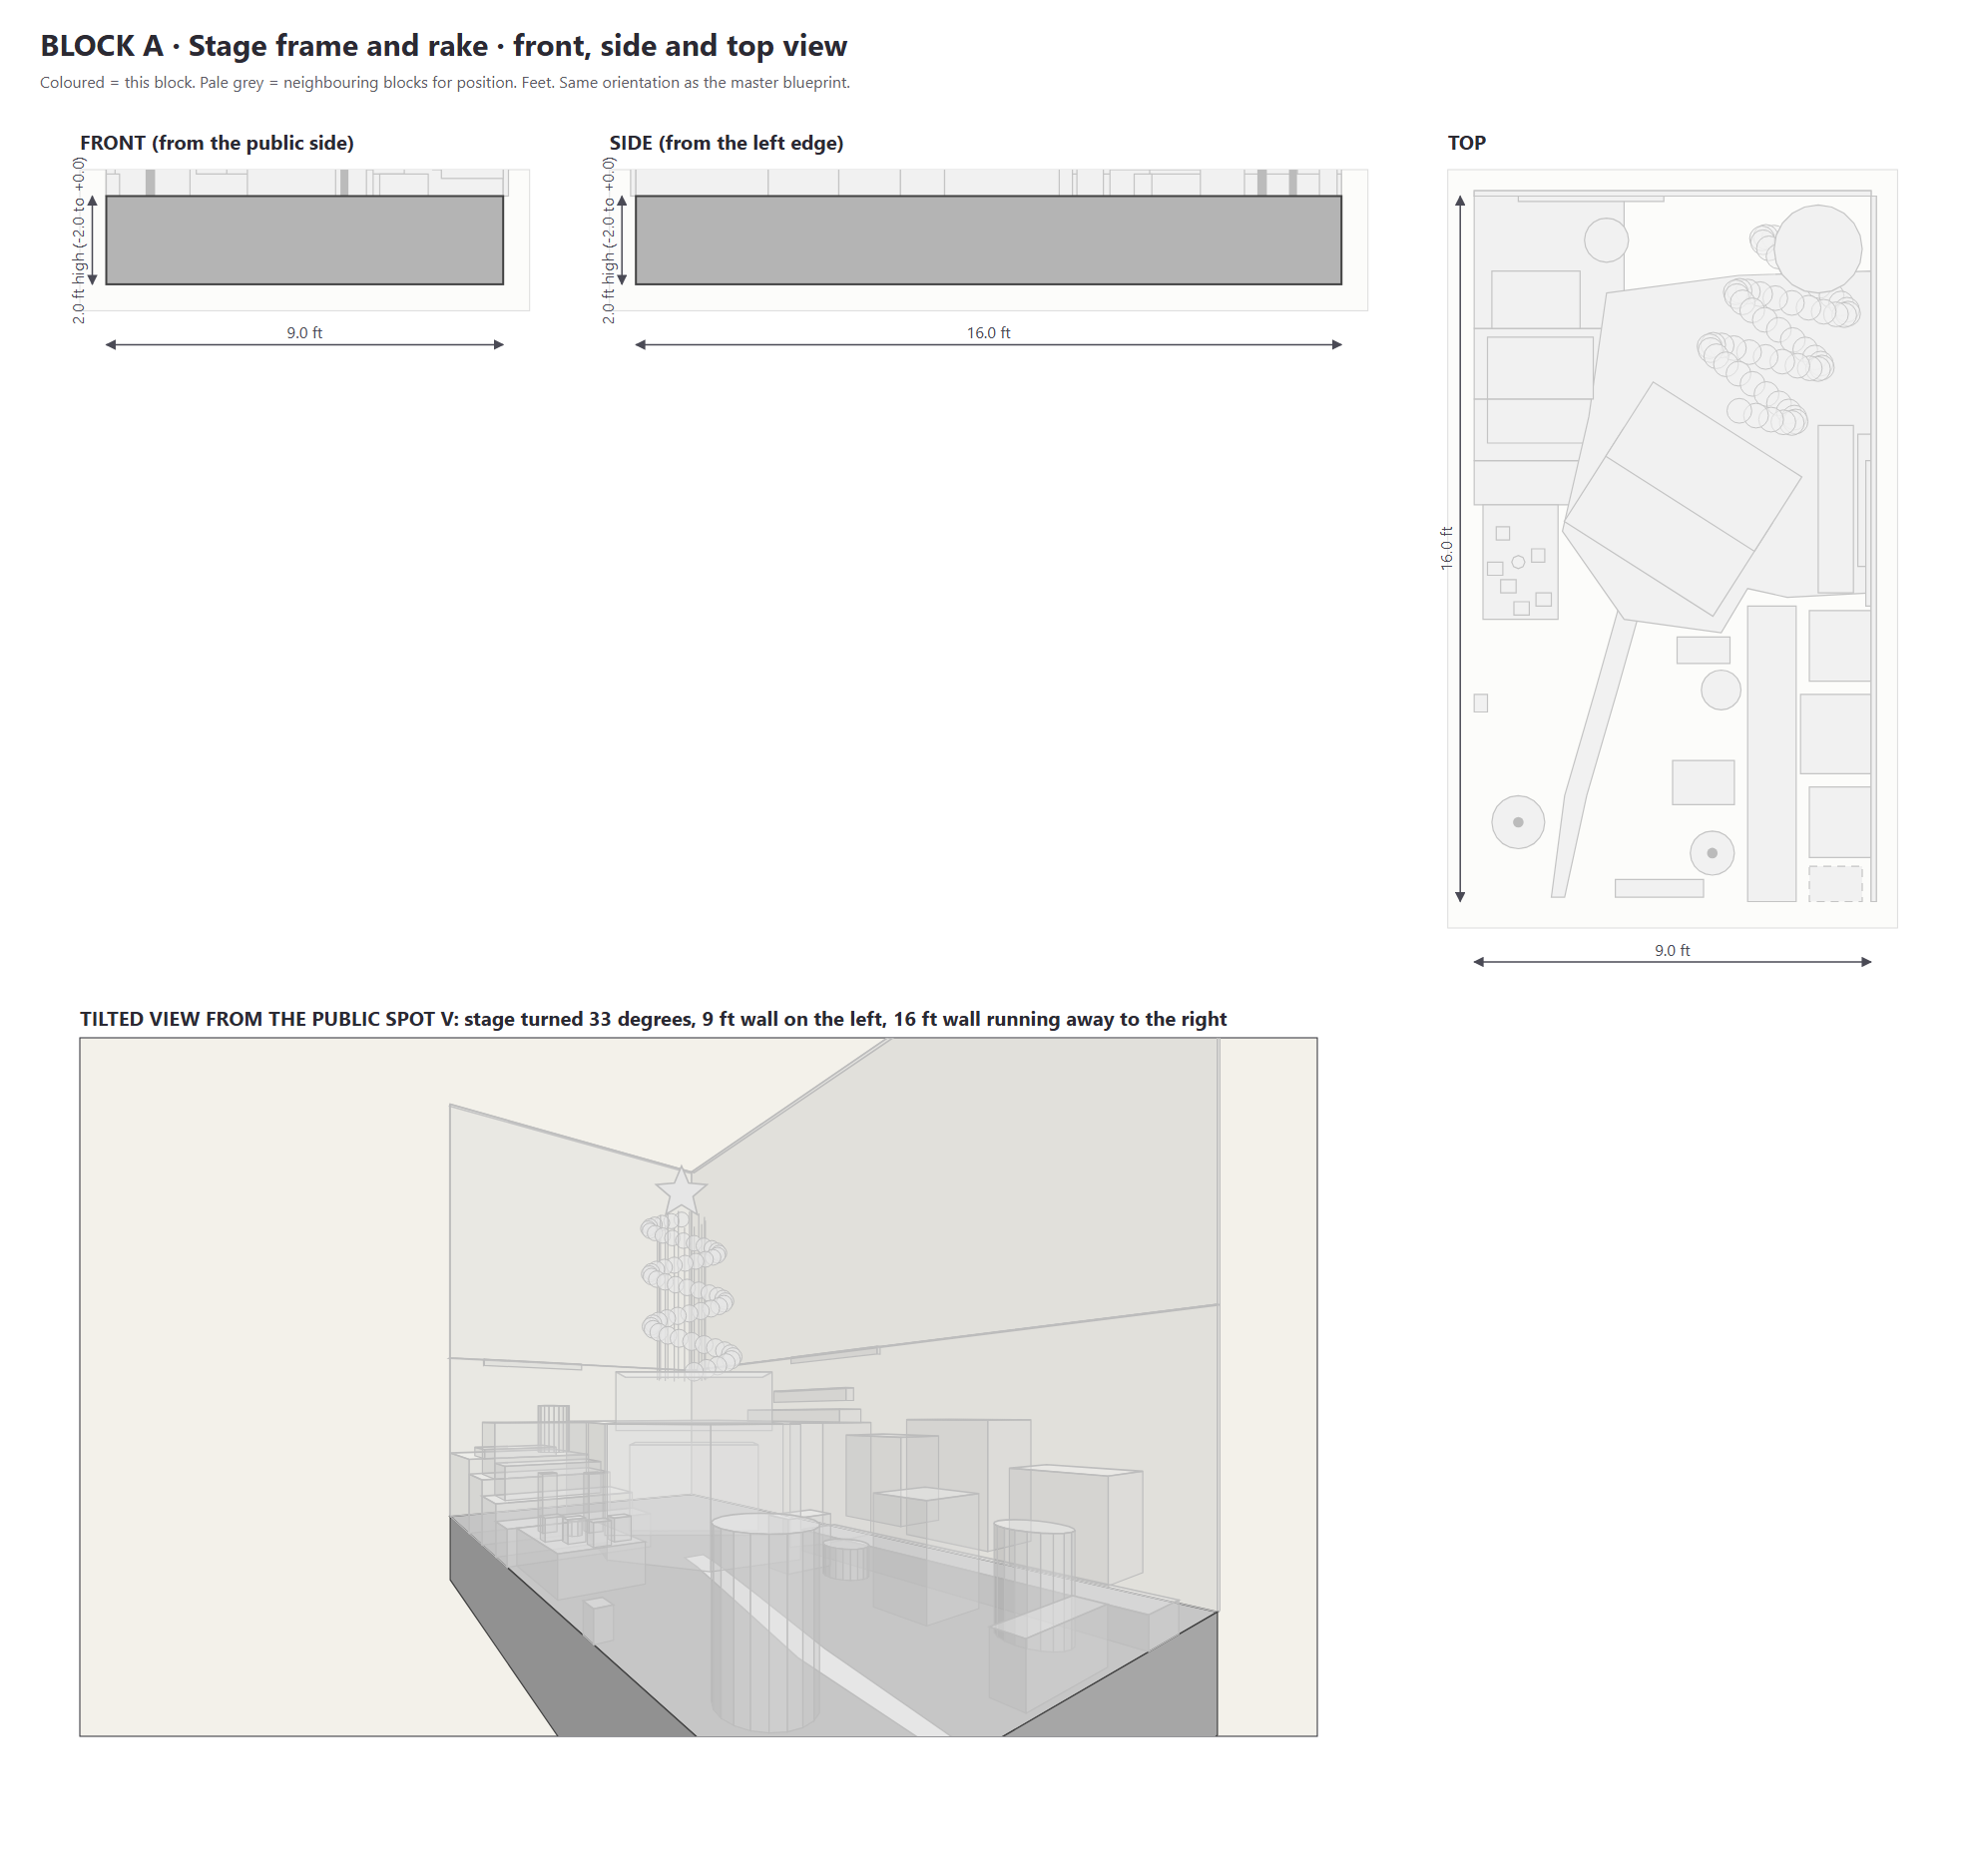 BLOCK A · Stage frame and rake · front, side and top view
Coloured = this block. Pale grey = neighbouring blocks for position. Feet. Same orientation as the master blueprint.
FRONT (from the public side)
2.0 ft high (-2.0 to +0.0)
9.0 ft
SIDE (from the left edge)
2.0 ft high (-2.0 to +0.0)
16.0 ft
TOP
16.0 ft
9.0 ft
TILTED VIEW FROM THE PUBLIC SPOT V: stage turned 33 degrees, 9 ft wall on the left, 16 ft wall running away to the right